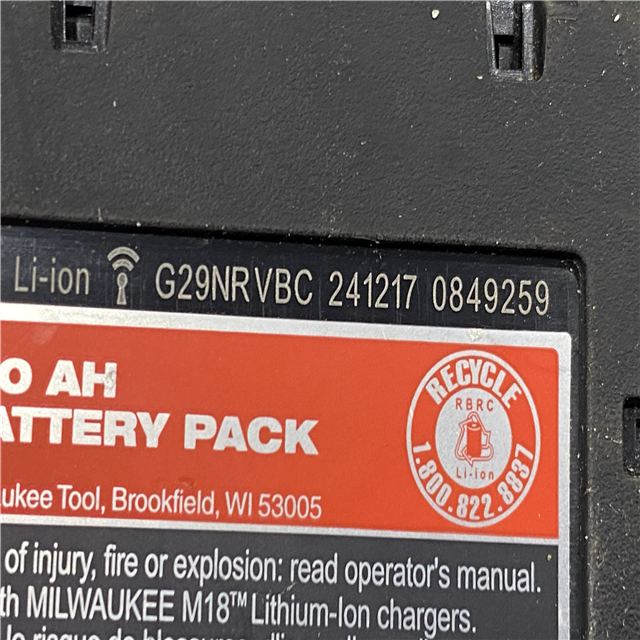 Li-ion G29NRVBC 241217 0849259
O AH
ATTERY PACK
RECYCLE
RBRC
Li-ion
1.800.822.8837
ukee Tool, Brookfield, WI 53005
of injury, fire or explosion: read operator's manual.
th MILWAUKEE M18™ Lithium-Ion chargers.